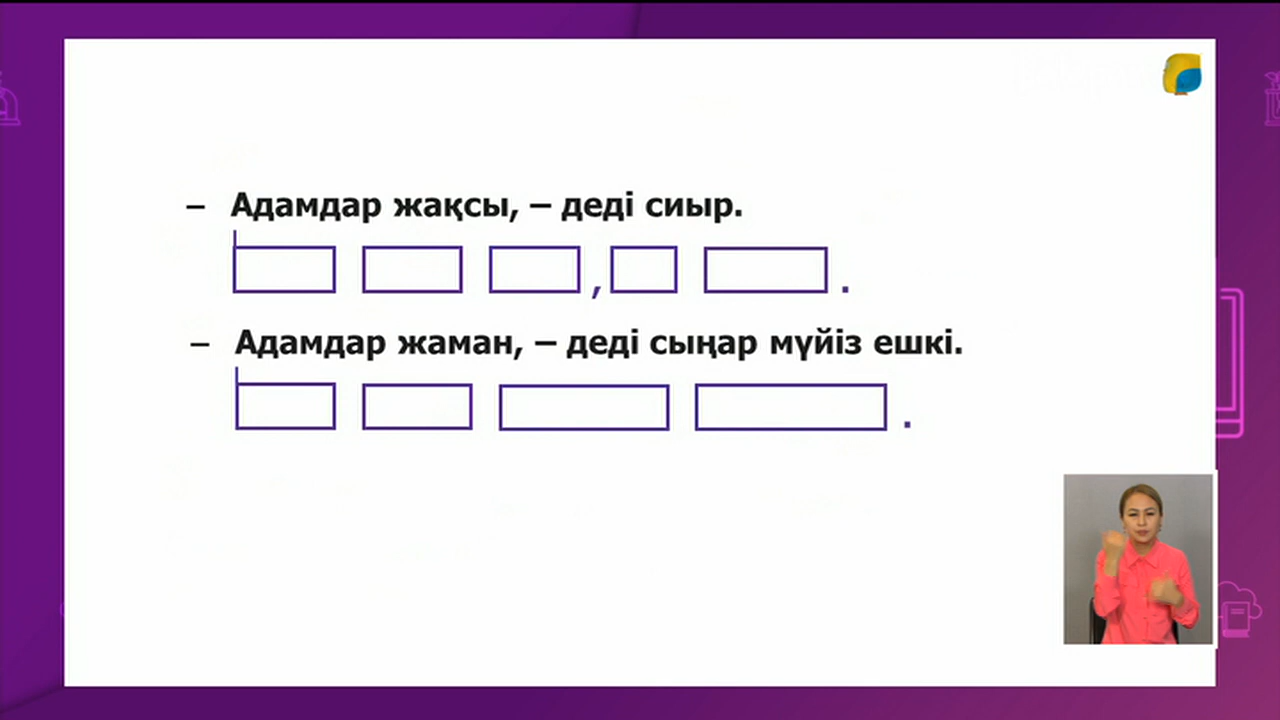 – Адамдар жақсы, – деді сиыр.
, .
– Адамдар жаман, – деді сыңар мүйіз ешкі.
.